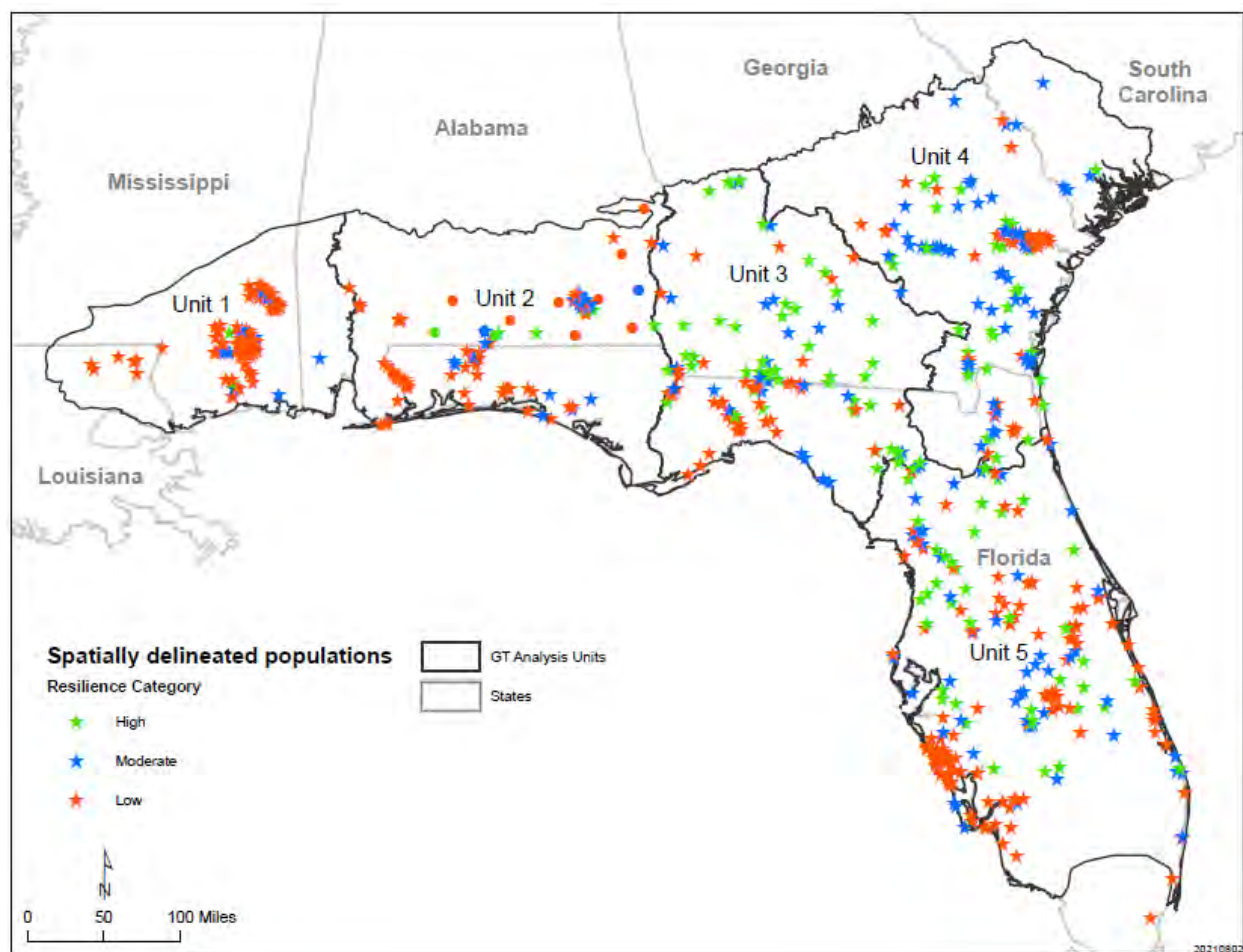 Georgia
South
Carolina
Alabama
Mississippi
Unit 4
Unit 3
Unit 1
Unit 2
Louisiana
Florida
Unit 5
Spatially delineated populations
Resilience Category
High
Moderate
Low
GT Analysis Units
States
N
0 50 100 Miles
20210802